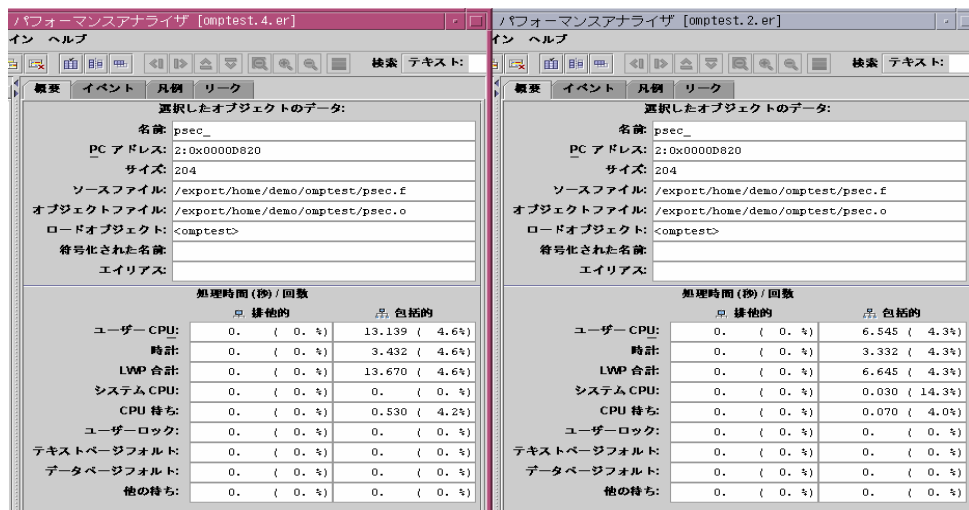 パフォーマンスアナライザ [omptest.4.er]
イン ヘルプ
検索 テキスト:
概要 イベント 凡例 リーク
選択したオブジェクトのデータ:
名前: psec_
PC アドレス: 2:0x0000D820
サイズ: 204
ソースファイル: /export/home/demo/omptest/psec.f
オブジェクトファイル: /export/home/demo/omptest/psec.o
ロードオブジェクト: <omptest>
符号化された名前:
エイリアス:
処理時間 (秒) / 回数
排他的 包括的
ユーザー CPU: 0. ( 0. %) 13.139 ( 4.6%)
時計: 0. ( 0. %) 3.432 ( 4.6%)
LWP 合計: 0. ( 0. %) 13.670 ( 4.6%)
システム CPU: 0. ( 0. %) 0. ( 0. %)
CPU 待ち: 0. ( 0. %) 0.530 ( 4.2%)
ユーザーロック: 0. ( 0. %) 0. ( 0. %)
テキストページフォルト: 0. ( 0. %) 0. ( 0. %)
データページフォルト: 0. ( 0. %) 0. ( 0. %)
他の待ち: 0. ( 0. %) 0. ( 0. %)
パフォーマンスアナライザ [omptest.2.er]
イン ヘルプ
検索 テキスト:
概要 イベント 凡例 リーク
選択したオブジェクトのデータ:
名前: psec_
PC アドレス: 2:0x0000D820
サイズ: 204
ソースファイル: /export/home/demo/omptest/psec.f
オブジェクトファイル: /export/home/demo/omptest/psec.o
ロードオブジェクト: <omptest>
符号化された名前:
エイリアス:
処理時間 (秒) / 回数
排他的 包括的
ユーザー CPU: 0. ( 0. %) 6.545 ( 4.3%)
時計: 0. ( 0. %) 3.332 ( 4.3%)
LWP 合計: 0. ( 0. %) 6.645 ( 4.3%)
システム CPU: 0. ( 0. %) 0.030 ( 14.3%)
CPU 待ち: 0. ( 0. %) 0.070 ( 4.0%)
ユーザーロック: 0. ( 0. %) 0. ( 0. %)
テキストページフォルト: 0. ( 0. %) 0. ( 0. %)
データページフォルト: 0. ( 0. %) 0. ( 0. %)
他の待ち: 0. ( 0. %) 0. ( 0. %)